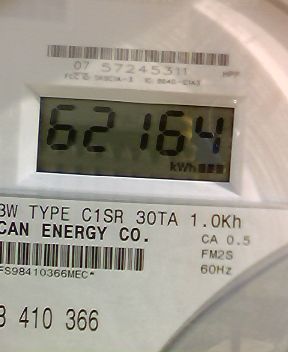 07 57245311
62164
kWh
3W TYPE C1SR 30TA 1.0Kh
CAN ENERGY CO.
CA 0.5
FM2S
60Hz
FS98410366MEC*
3 410 366